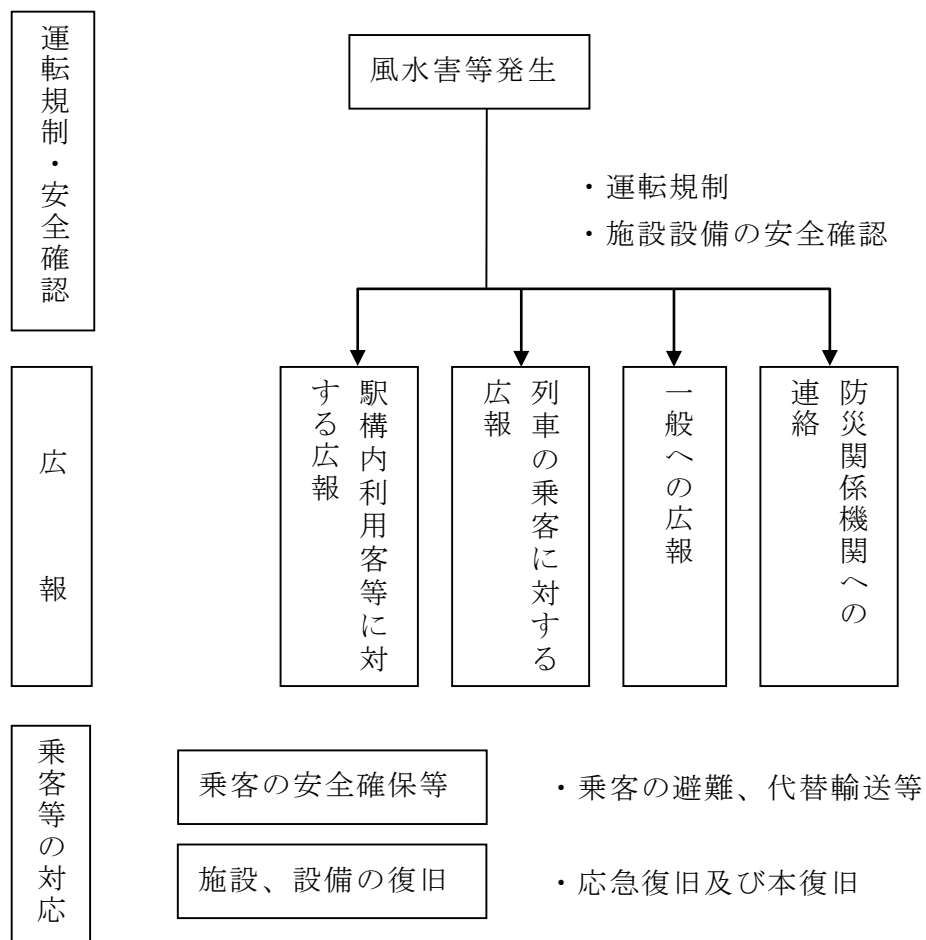 運転規制・安全確認
風水害等発生
・運転規制
・施設設備の安全確認
広報
駅構内利用客等に対
する広報
列車の乗客に対する
広報
一般への広報
防災関係機関への
連絡
乗客等の対応
乗客の安全確保等
・乗客の避難、代替輸送等
施設、設備の復旧
・応急復旧及び本復旧